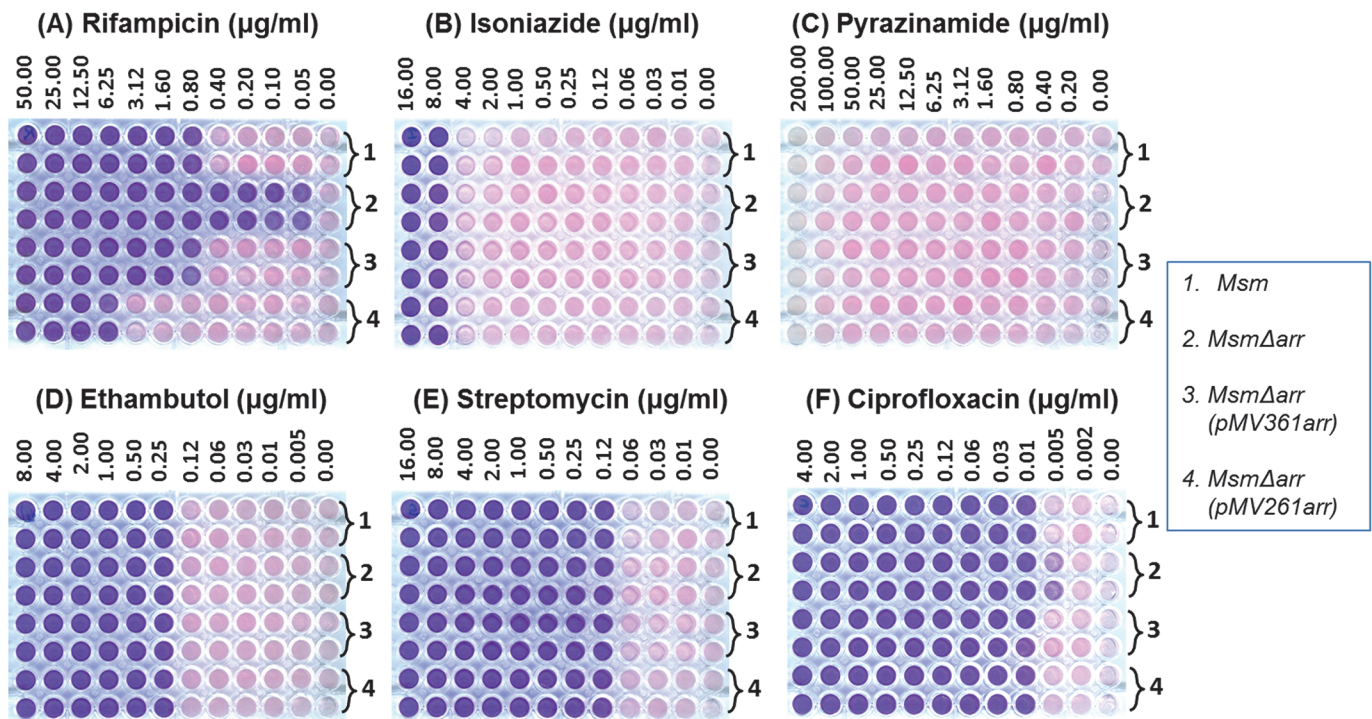 (A) Rifampicin (µg/ml)
50.00 25.00 12.50 6.25 3.12 1.60 0.80 0.40 0.20 0.10 0.05 0.00
1
2
3
4
(B) Isoniazide (µg/ml)
16.00 8.00 4.00 2.00 1.00 0.50 0.25 0.12 0.06 0.03 0.01 0.00
1
2
3
4
(C) Pyrazinamide (µg/ml)
200.00 100.00 50.00 25.00 12.50 6.25 3.12 1.60 0.80 0.40 0.20 0.00
1
2
3
4
(D) Ethambutol (µg/ml)
8.00 4.00 2.00 1.00 0.50 0.25 0.12 0.06 0.03 0.01 0.005 0.00
1
2
3
4
(E) Streptomycin (µg/ml)
16.00 8.00 4.00 2.00 1.00 0.50 0.25 0.12 0.06 0.03 0.01 0.00
1
2
3
4
(F) Ciprofloxacin (µg/ml)
4.00 2.00 1.00 0.50 0.25 0.12 0.06 0.03 0.01 0.005 0.002 0.00
1
2
3
4
1. Msm
2. MsmΔarr
3. MsmΔarr
(pMV361arr)
4. MsmΔarr
(pMV261arr)